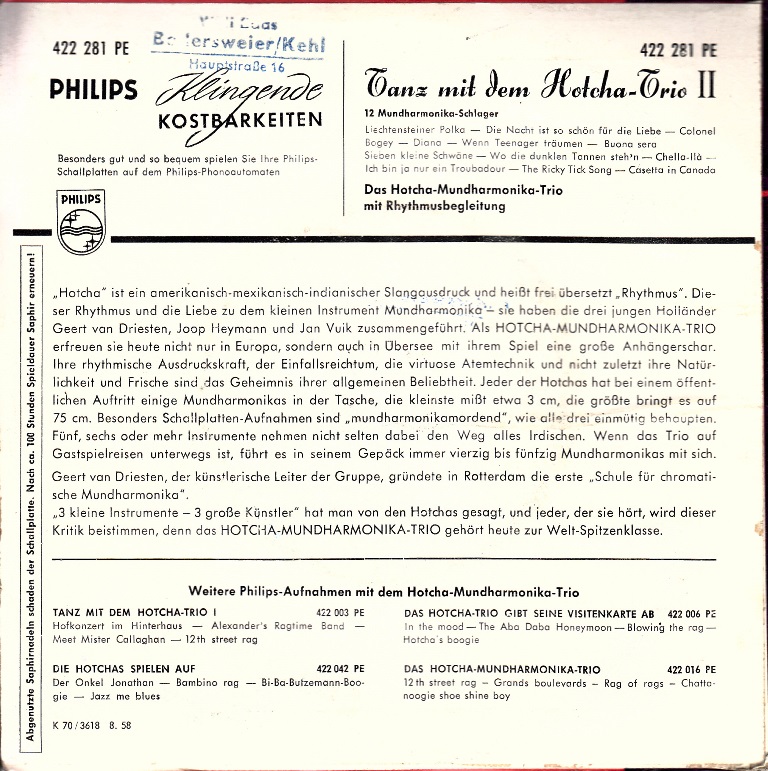 422 281 PE
Hauptstraße 16
PHILIPS Klingende
KOSTBARKEITEN
Besonders gut und so bequem spielen Sie Ihre Philips-
Schallplatten auf dem Philips-Phonoautomaten
422 281 PE
Tanz mit dem Hotcha-Trio II
12 Mundharmonika-Schlager
Liechtensteiner Polka — Die Nacht ist so schön für die Liebe — Colonel
Bogey — Diana — Wenn Teenager träumen — Buona sera
Sieben kleine Schwäne — Wo die dunklen Tannen steh'n — Chella-llà —
Ich bin ja nur ein Troubadour — The Ricky Tick Song — Casetta in Canada
Das Hotcha-Mundharmonika-Trio
mit Rhythmusbegleitung
PHILIPS
Abgenutzte Saphirnadeln schaden der Schallplatte. Nach ca. 100 Stunden Spieldauer Saphir erneuern!
„Hotcha" ist ein amerikanisch-mexikanisch-indianischer Slangausdruck und heißt frei übersetzt „Rhythmus". Die-
ser Rhythmus und die Liebe zu dem kleinen Instrument Mundharmonika – sie haben die drei jungen Holländer
Geert van Driesten, Joop Heymann und Jan Vuik zusammengeführt. Als HOTCHA-MUNDHARMONIKA-TRIO
erfreuen sie heute nicht nur in Europa, sondern auch in Übersee mit ihrem Spiel eine große Anhängerschar.
Ihre rhythmische Ausdruckskraft, der Einfallsreichtum, die virtuose Atemtechnik und nicht zuletzt ihre Natür-
lichkeit und Frische sind das Geheimnis ihrer allgemeinen Beliebtheit. Jeder der Hotchas hat bei einem öffent-
lichen Auftritt einige Mundharmonikas in der Tasche, die kleinste mißt etwa 3 cm, die größte bringt es auf
75 cm. Besonders Schallplatten-Aufnahmen sind „mundharmonikamordend", wie alle drei einmütig behaupten.
Fünf, sechs oder mehr Instrumente nehmen nicht selten dabei den Weg alles Irdischen. Wenn das Trio auf
Gastspielreisen unterwegs ist, führt es in seinem Gepäck immer vierzig bis fünfzig Mundharmonikas mit sich.
Geert van Driesten, der künstlerische Leiter der Gruppe, gründete in Rotterdam die erste „Schule für chromati-
sche Mundharmonika".
„3 kleine Instrumente – 3 große Künstler" hat man von den Hotchas gesagt, und jeder, der sie hört, wird dieser
Kritik beistimmen, denn das HOTCHA-MUNDHARMONIKA-TRIO gehört heute zur Welt-Spitzenklasse.
Weitere Philips-Aufnahmen mit dem Hotcha-Mundharmonika-Trio
TANZ MIT DEM HOTCHA-TRIO I 422 003 PE
Hofkonzert im Hinterhaus — Alexander's Ragtime Band —
Meet Mister Callaghan — 12th street rag
DIE HOTCHAS SPIELEN AUF 422 042 PE
Der Onkel Jonathan — Bambino rag — Bi-Ba-Butzemann-Boo-
gie — Jazz me blues
DAS HOTCHA-TRIO GIBT SEINE VISITENKARTE AB 422 006 PE
In the mood — The Aba Daba Honeymoon — Blowing the rag —
Hotcha's boogie
DAS HOTCHA-MUNDHARMONIKA-TRIO 422 016 PE
12th street rag – Grands boulevards – Rag of rags – Chatta-
noogie shoe shine boy
K 70/3618 8. 58